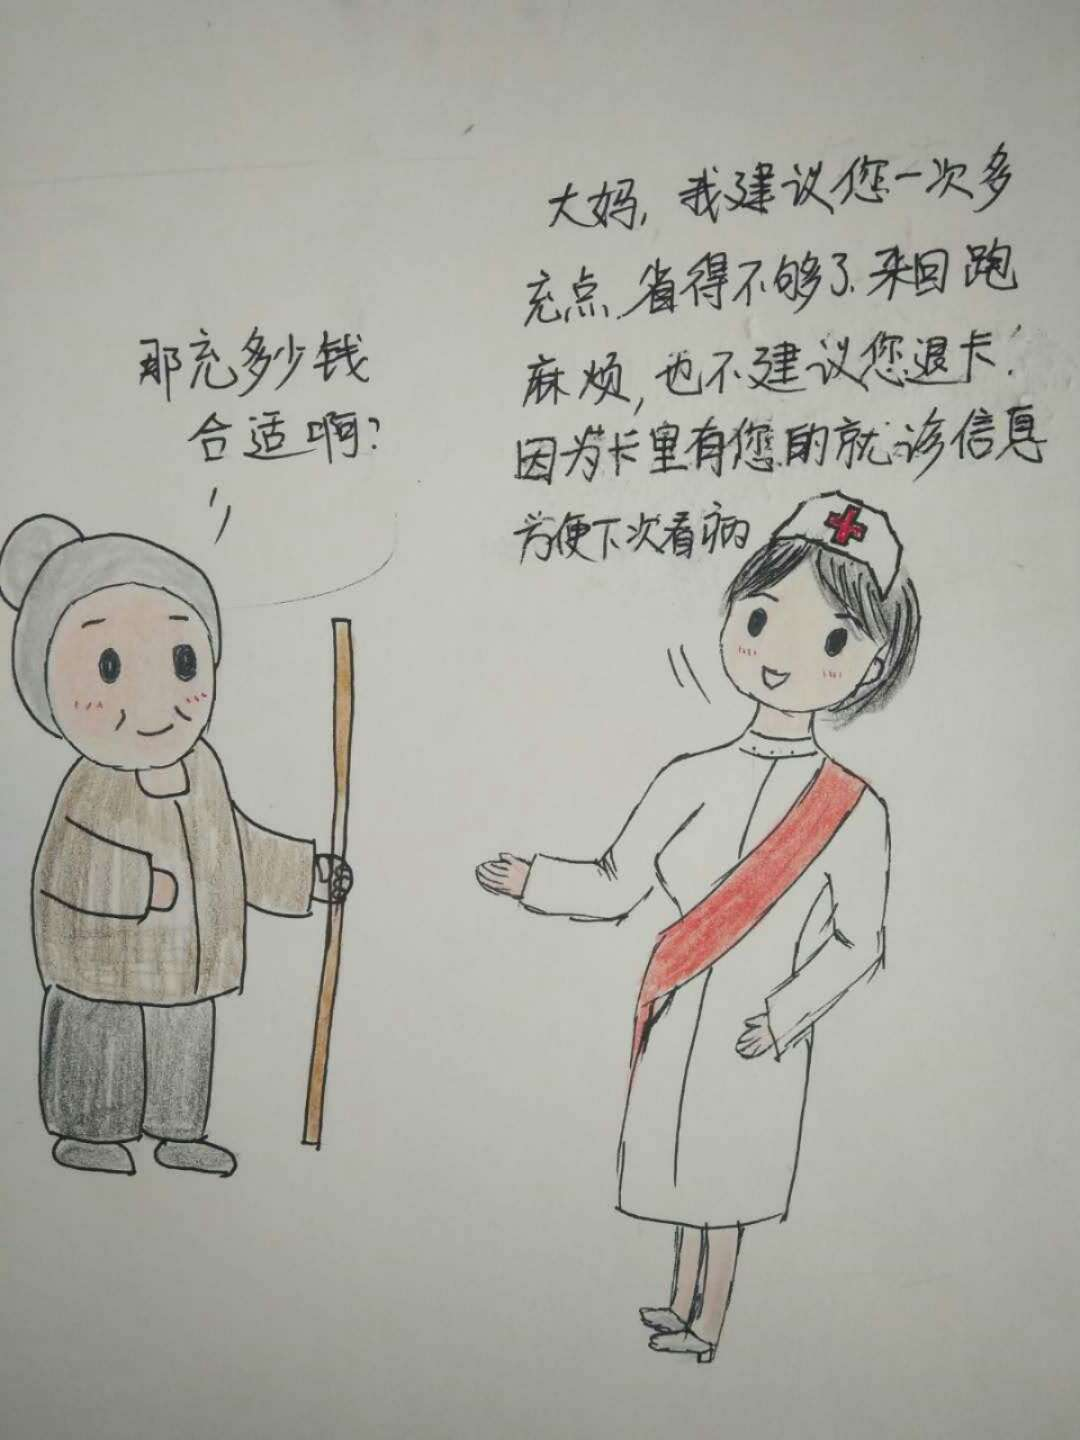 那充多少钱
合适啊?
大妈,我建议您一次多
充点.省得不够了.来回跑
麻烦,也不建议您退卡.
因为卡里有您的就诊信息
方便下次看病